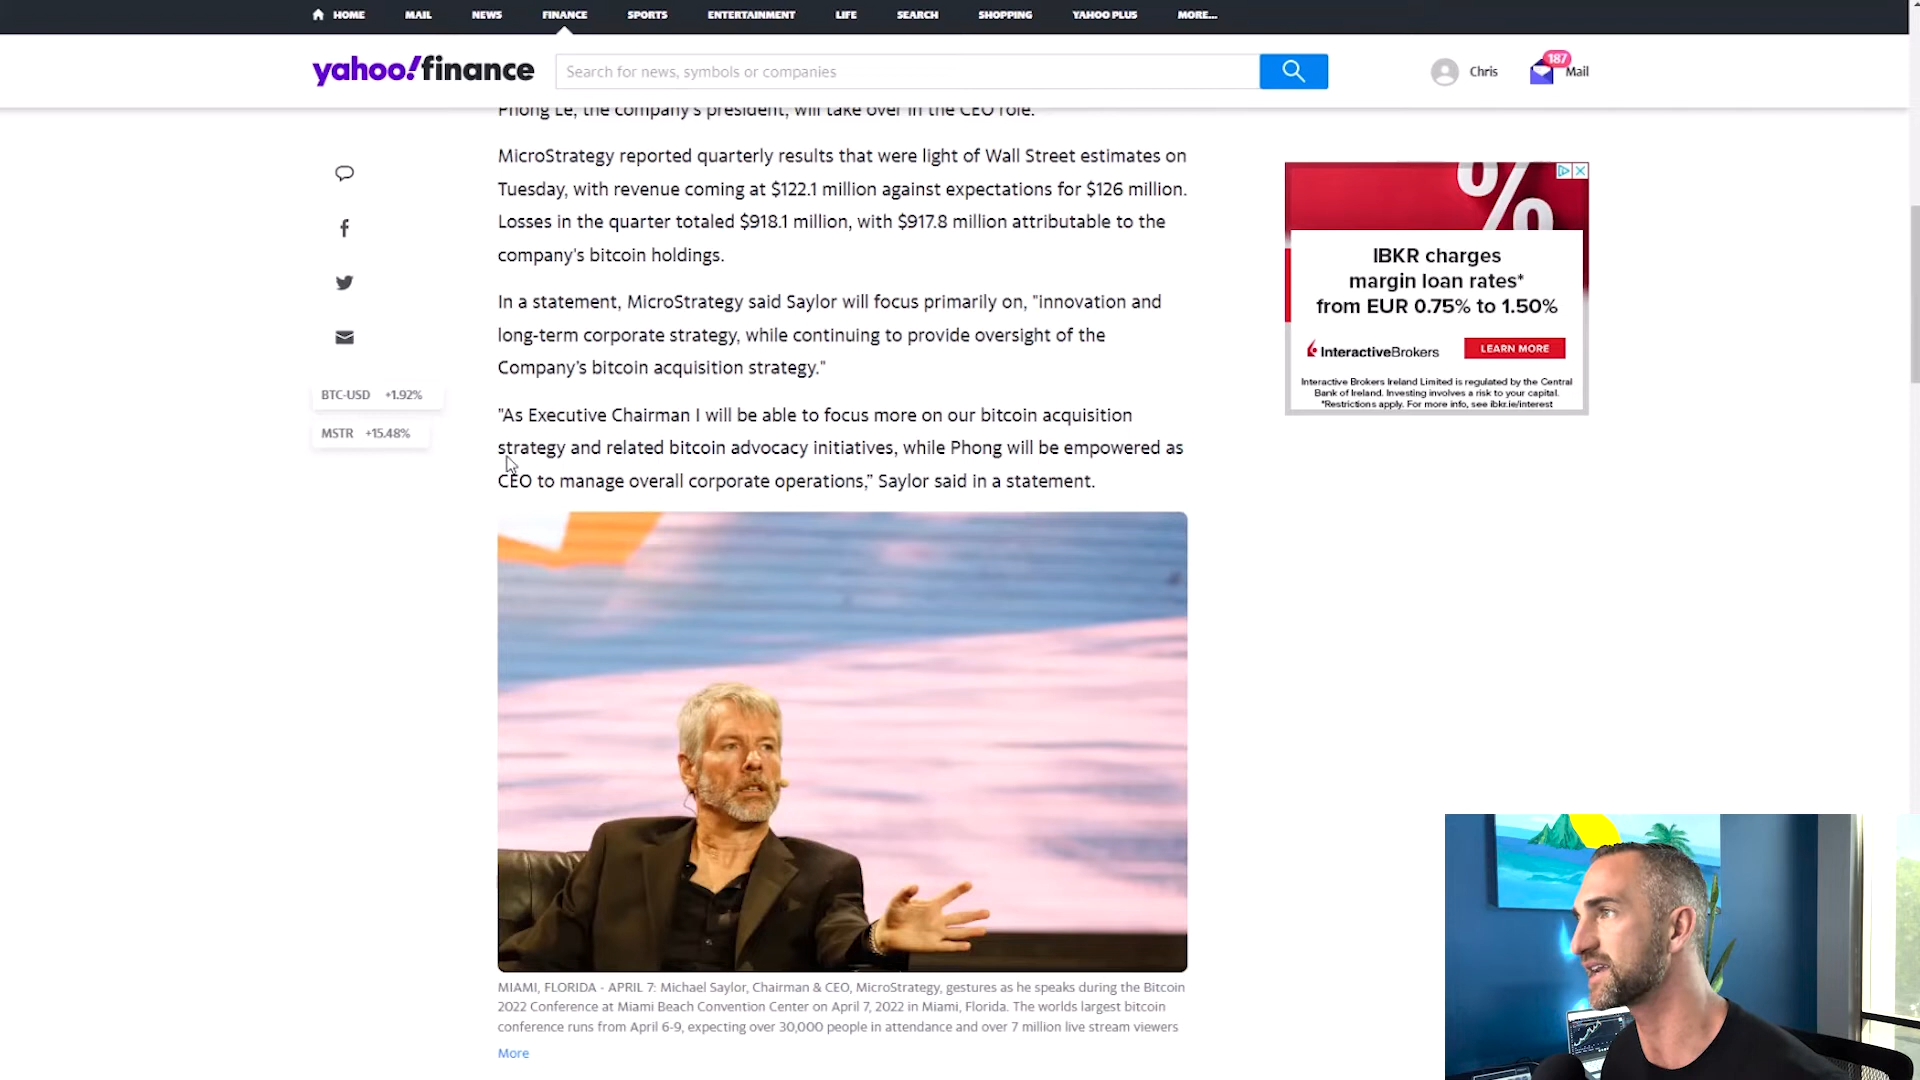 HOME MAIL NEWS FINANCE SPORTS ENTERTAINMENT LIFE SEARCH SHOPPING YAHOO PLUS MORE...
yahoo!finance
Search for news, symbols or companies
Chris
187
Mail
Phong Le, the company's president, will take over in the CEO role.
MicroStrategy reported quarterly results that were light of Wall Street estimates on
Tuesday, with revenue coming at $122.1 million against expectations for $126 million.
Losses in the quarter totaled $918.1 million, with $917.8 million attributable to the
company's bitcoin holdings.
In a statement, MicroStrategy said Saylor will focus primarily on, "innovation and
long-term corporate strategy, while continuing to provide oversight of the
Company's bitcoin acquisition strategy."
"As Executive Chairman I will be able to focus more on our bitcoin acquisition
strategy and related bitcoin advocacy initiatives, while Phong will be empowered as
CEO to manage overall corporate operations," Saylor said in a statement.
BTC-USD +1.92%
MSTR +15.48%
%
IBKR charges
margin loan rates*
from EUR 0.75% to 1.50%
InteractiveBrokers
LEARN MORE
Interactive Brokers Ireland Limited is regulated by the Central
Bank of Ireland. Investing involves a risk to your capital.
*Restrictions apply. For more info, see ibkr.ie/interest
MIAMI, FLORIDA - APRIL 7: Michael Saylor, Chairman & CEO, MicroStrategy, gestures as he speaks during the Bitcoin
2022 Conference at Miami Beach Convention Center on April 7, 2022 in Miami, Florida. The worlds largest bitcoin
conference runs from April 6-9, expecting over 30,000 people in attendance and over 7 million live stream viewers
More